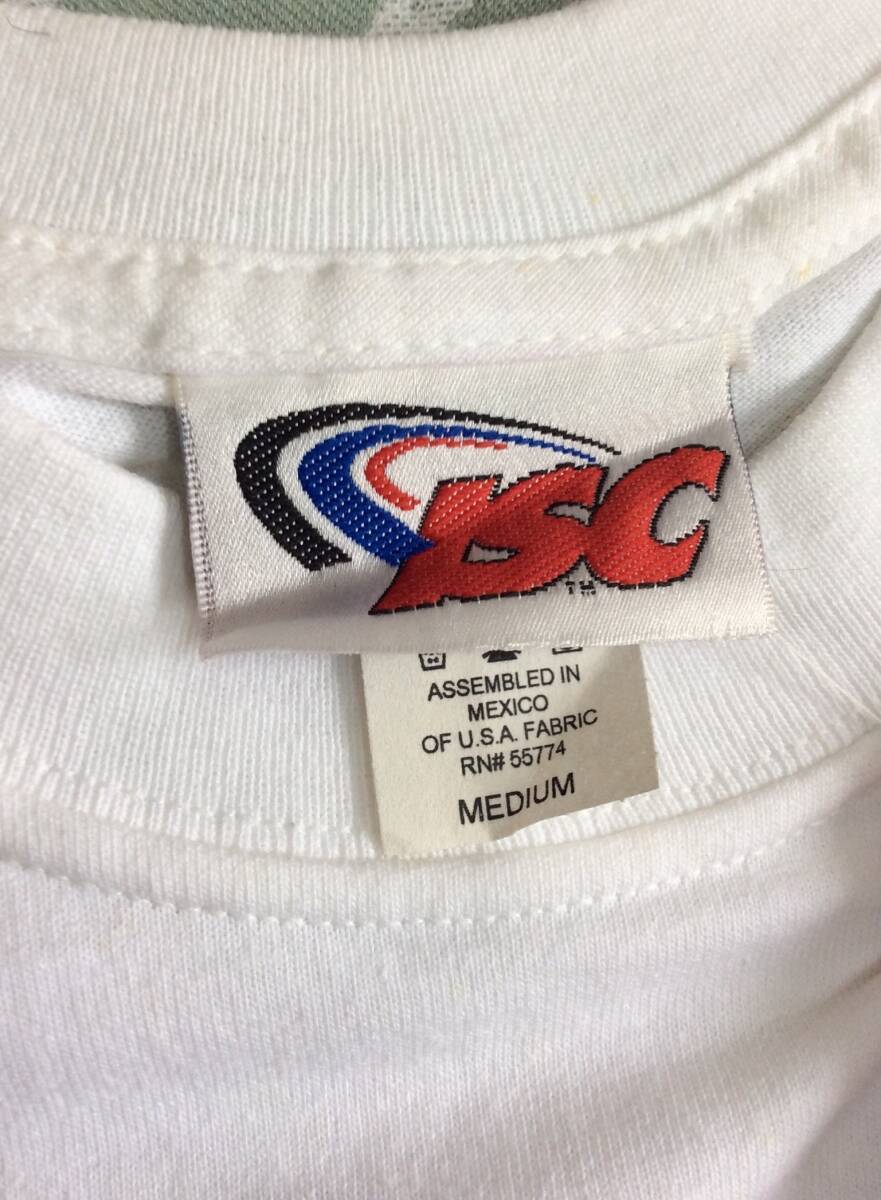 ISC
TM
ASSEMBLED IN
MEXICO
OF U.S.A. FABRIC
RN# 55774
MEDIUM